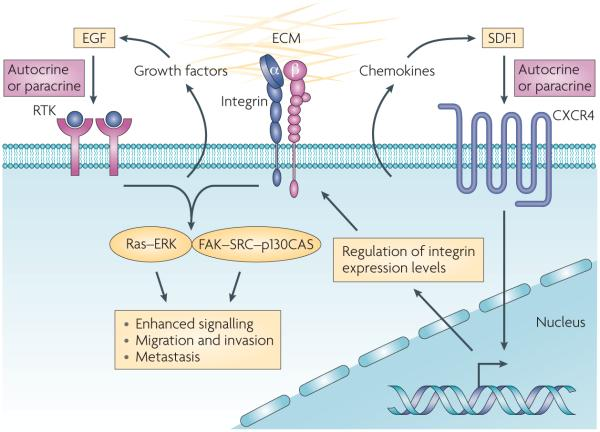 EGF
ECM
SDF1
Autocrine
or paracrine
Growth factors
α
β
Chemokines
Autocrine
or paracrine
Integrin
RTK
CXCR4
Ras–ERK
FAK–SRC–p130CAS
Regulation of integrin
expression levels
• Enhanced signalling
• Migration and invasion
• Metastasis
Nucleus